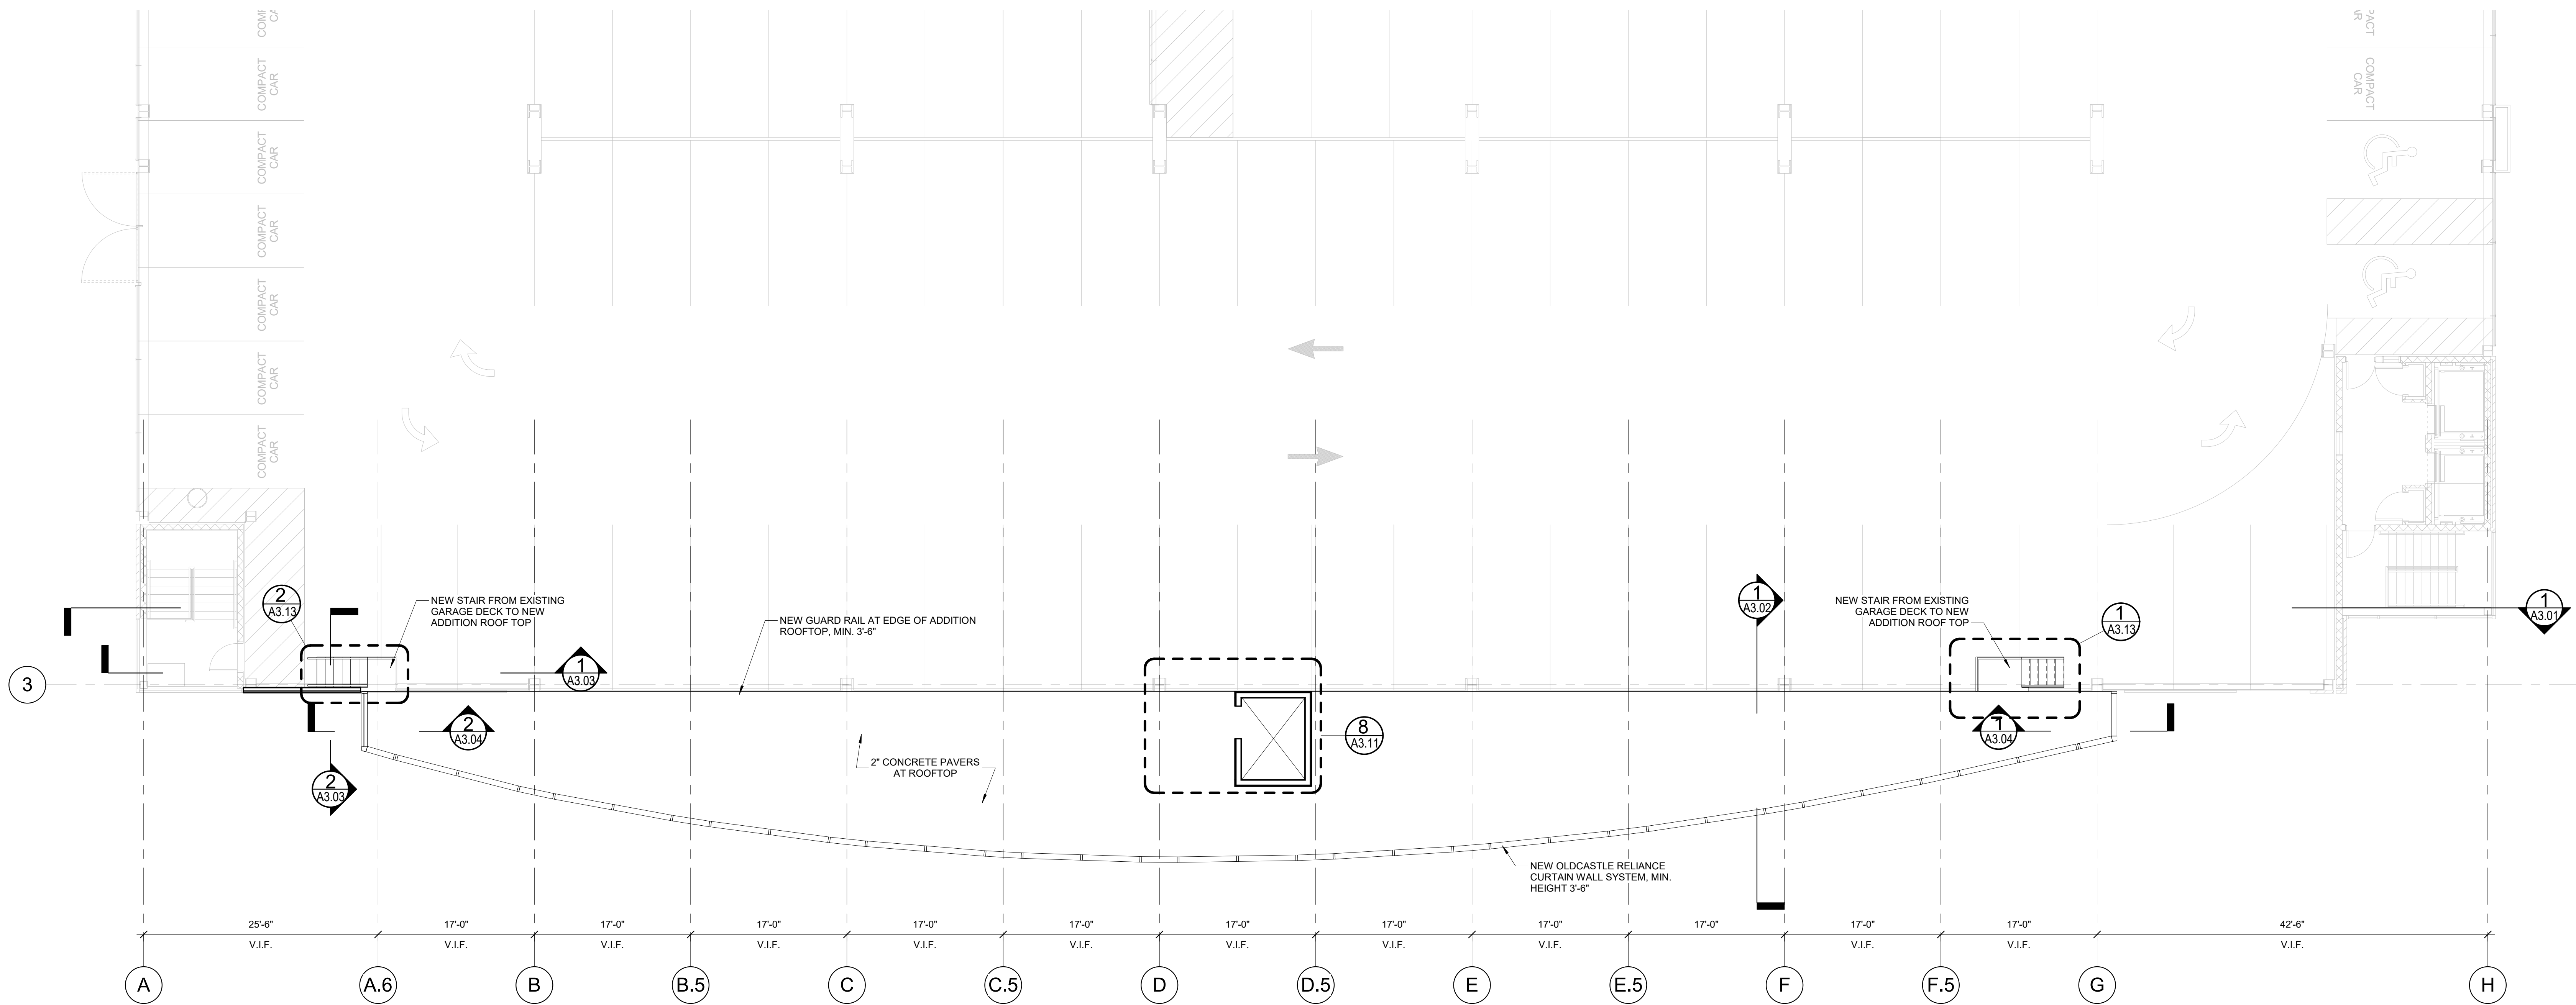 COMPACT
CAR
COMPACT
CAR
COMPACT
CAR
COMPACT
CAR
COMPACT
CAR
COMPACT
CAR
COMPACT
CAR
2
A3.13
NEW STAIR FROM EXISTING
GARAGE DECK TO NEW
ADDITION ROOF TOP
1
A3.03
NEW GUARD RAIL AT EDGE OF ADDITION
ROOFTOP, MIN. 3'-6"
1
A3.02
NEW STAIR FROM EXISTING
GARAGE DECK TO NEW
ADDITION ROOF TOP
1
A3.13
1
A3.01
3
2
A3.04
2
A3.03
2" CONCRETE PAVERS
AT ROOFTOP
8
A3.11
1
A3.04
NEW OLDCASTLE RELIANCE
CURTAIN WALL SYSTEM, MIN.
HEIGHT 3'-6"
25'-6" 17'-0" 17'-0" 17'-0" 17'-0" 17'-0" 17'-0" 17'-0" 17'-0" 17'-0" 17'-0" 17'-0" 42'-6"
V.I.F. V.I.F. V.I.F. V.I.F. V.I.F. V.I.F. V.I.F. V.I.F. V.I.F. V.I.F. V.I.F. V.I.F.
A A.6 B B.5 C C.5 D D.5 E E.5 F F.5 G H